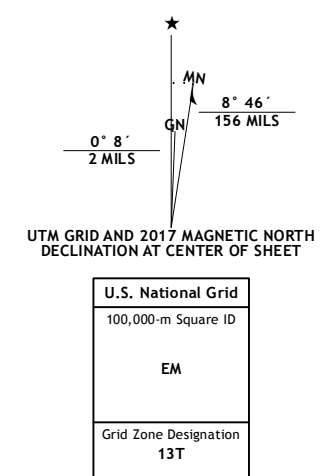 ★
MN
8° 46´
156 MILS
GN
0° 8´
2 MILS
UTM GRID AND 2017 MAGNETIC NORTH
DECLINATION AT CENTER OF SHEET
U.S. National Grid
100,000-m Square ID
EM
Grid Zone Designation
13T